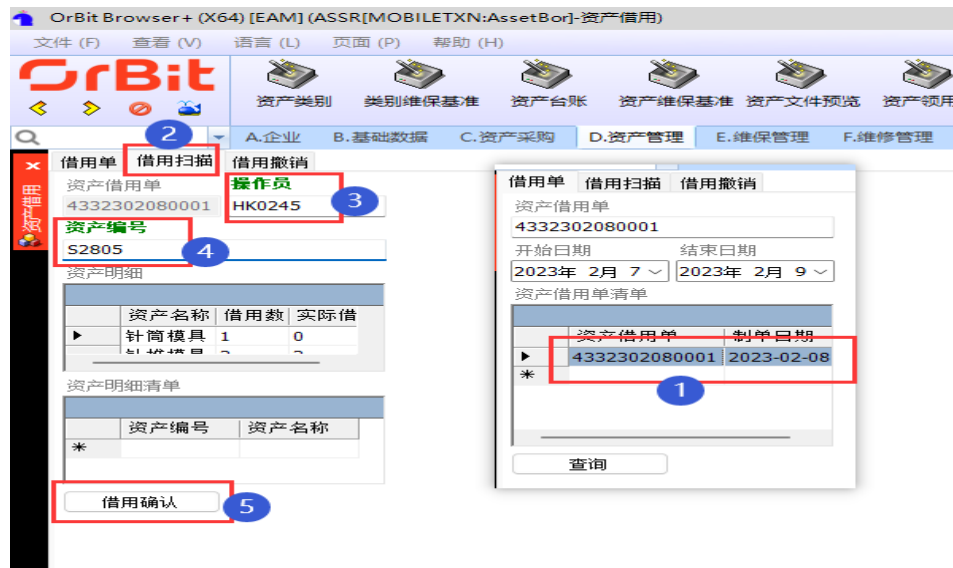 OrBit Browser+ (X64) [EAM] (ASSR[MOBILETXN:AssetBor]-资产借用)
文件 (F) 查看 (V) 语言 (L) 页面 (P) 帮助 (H)
OrBit
资产类别 类别维保基准 资产台账 资产维保基准 资产文件预览 资产领用
A.企业 B.基础数据 C.资产采购 D.资产管理 E.维保管理 F.维修管理
2
资产借用
借用单 借用扫描 借用撤销
资产借用单 操作员
4332302080001 HK0245
3
资产编号
S2805
4
资产明细
资产名称 借用数 实际借
针筒模具 1 0
资产明细清单
资产编号 资产名称
借用确认
5
借用单 借用扫描 借用撤销
资产借用单
4332302080001
开始日期 结束日期
2023年 2月 7 2023年 2月 9
资产借用单清单
资产借用单 制单日期
4332302080001 2023-02-08
1
查询